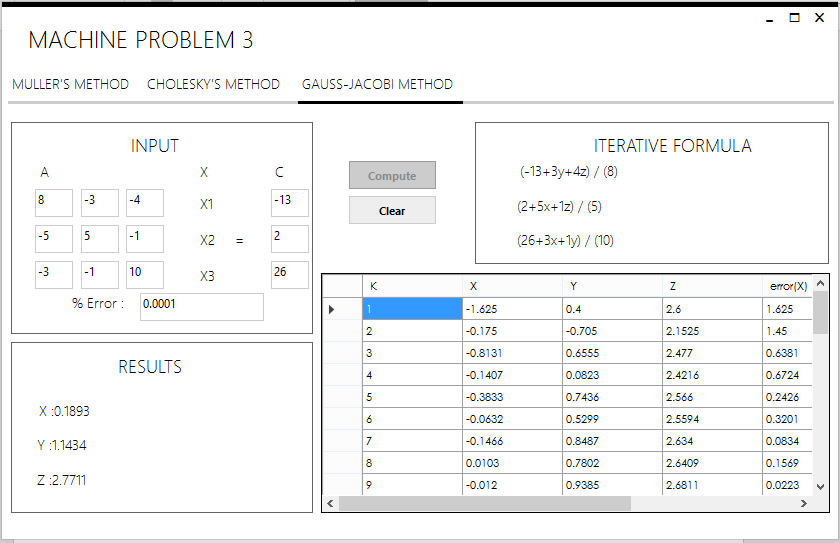 MACHINE PROBLEM 3
MULLER'S METHOD CHOLESKY'S METHOD GAUSS-JACOBI METHOD
INPUT
A X C
8 -3 -4 X1 -13
-5 5 -1 X2 = 2
-3 -1 10 X3 26
% Error : 0.0001
Compute
Clear
ITERATIVE FORMULA
(-13+3y+4z) / (8)
(2+5x+1z) / (5)
(26+3x+1y) / (10)
RESULTS
X :0.1893
Y :1.1434
Z :2.7711
K X Y Z error(X)
1 -1.625 0.4 2.6 1.625
2 -0.175 -0.705 2.1525 1.45
3 -0.8131 0.6555 2.477 0.6381
4 -0.1407 0.0823 2.4216 0.6724
5 -0.3833 0.7436 2.566 0.2426
6 -0.0632 0.5299 2.5594 0.3201
7 -0.1466 0.8487 2.634 0.0834
8 0.0103 0.7802 2.6409 0.1569
9 -0.012 0.9385 2.6811 0.0223